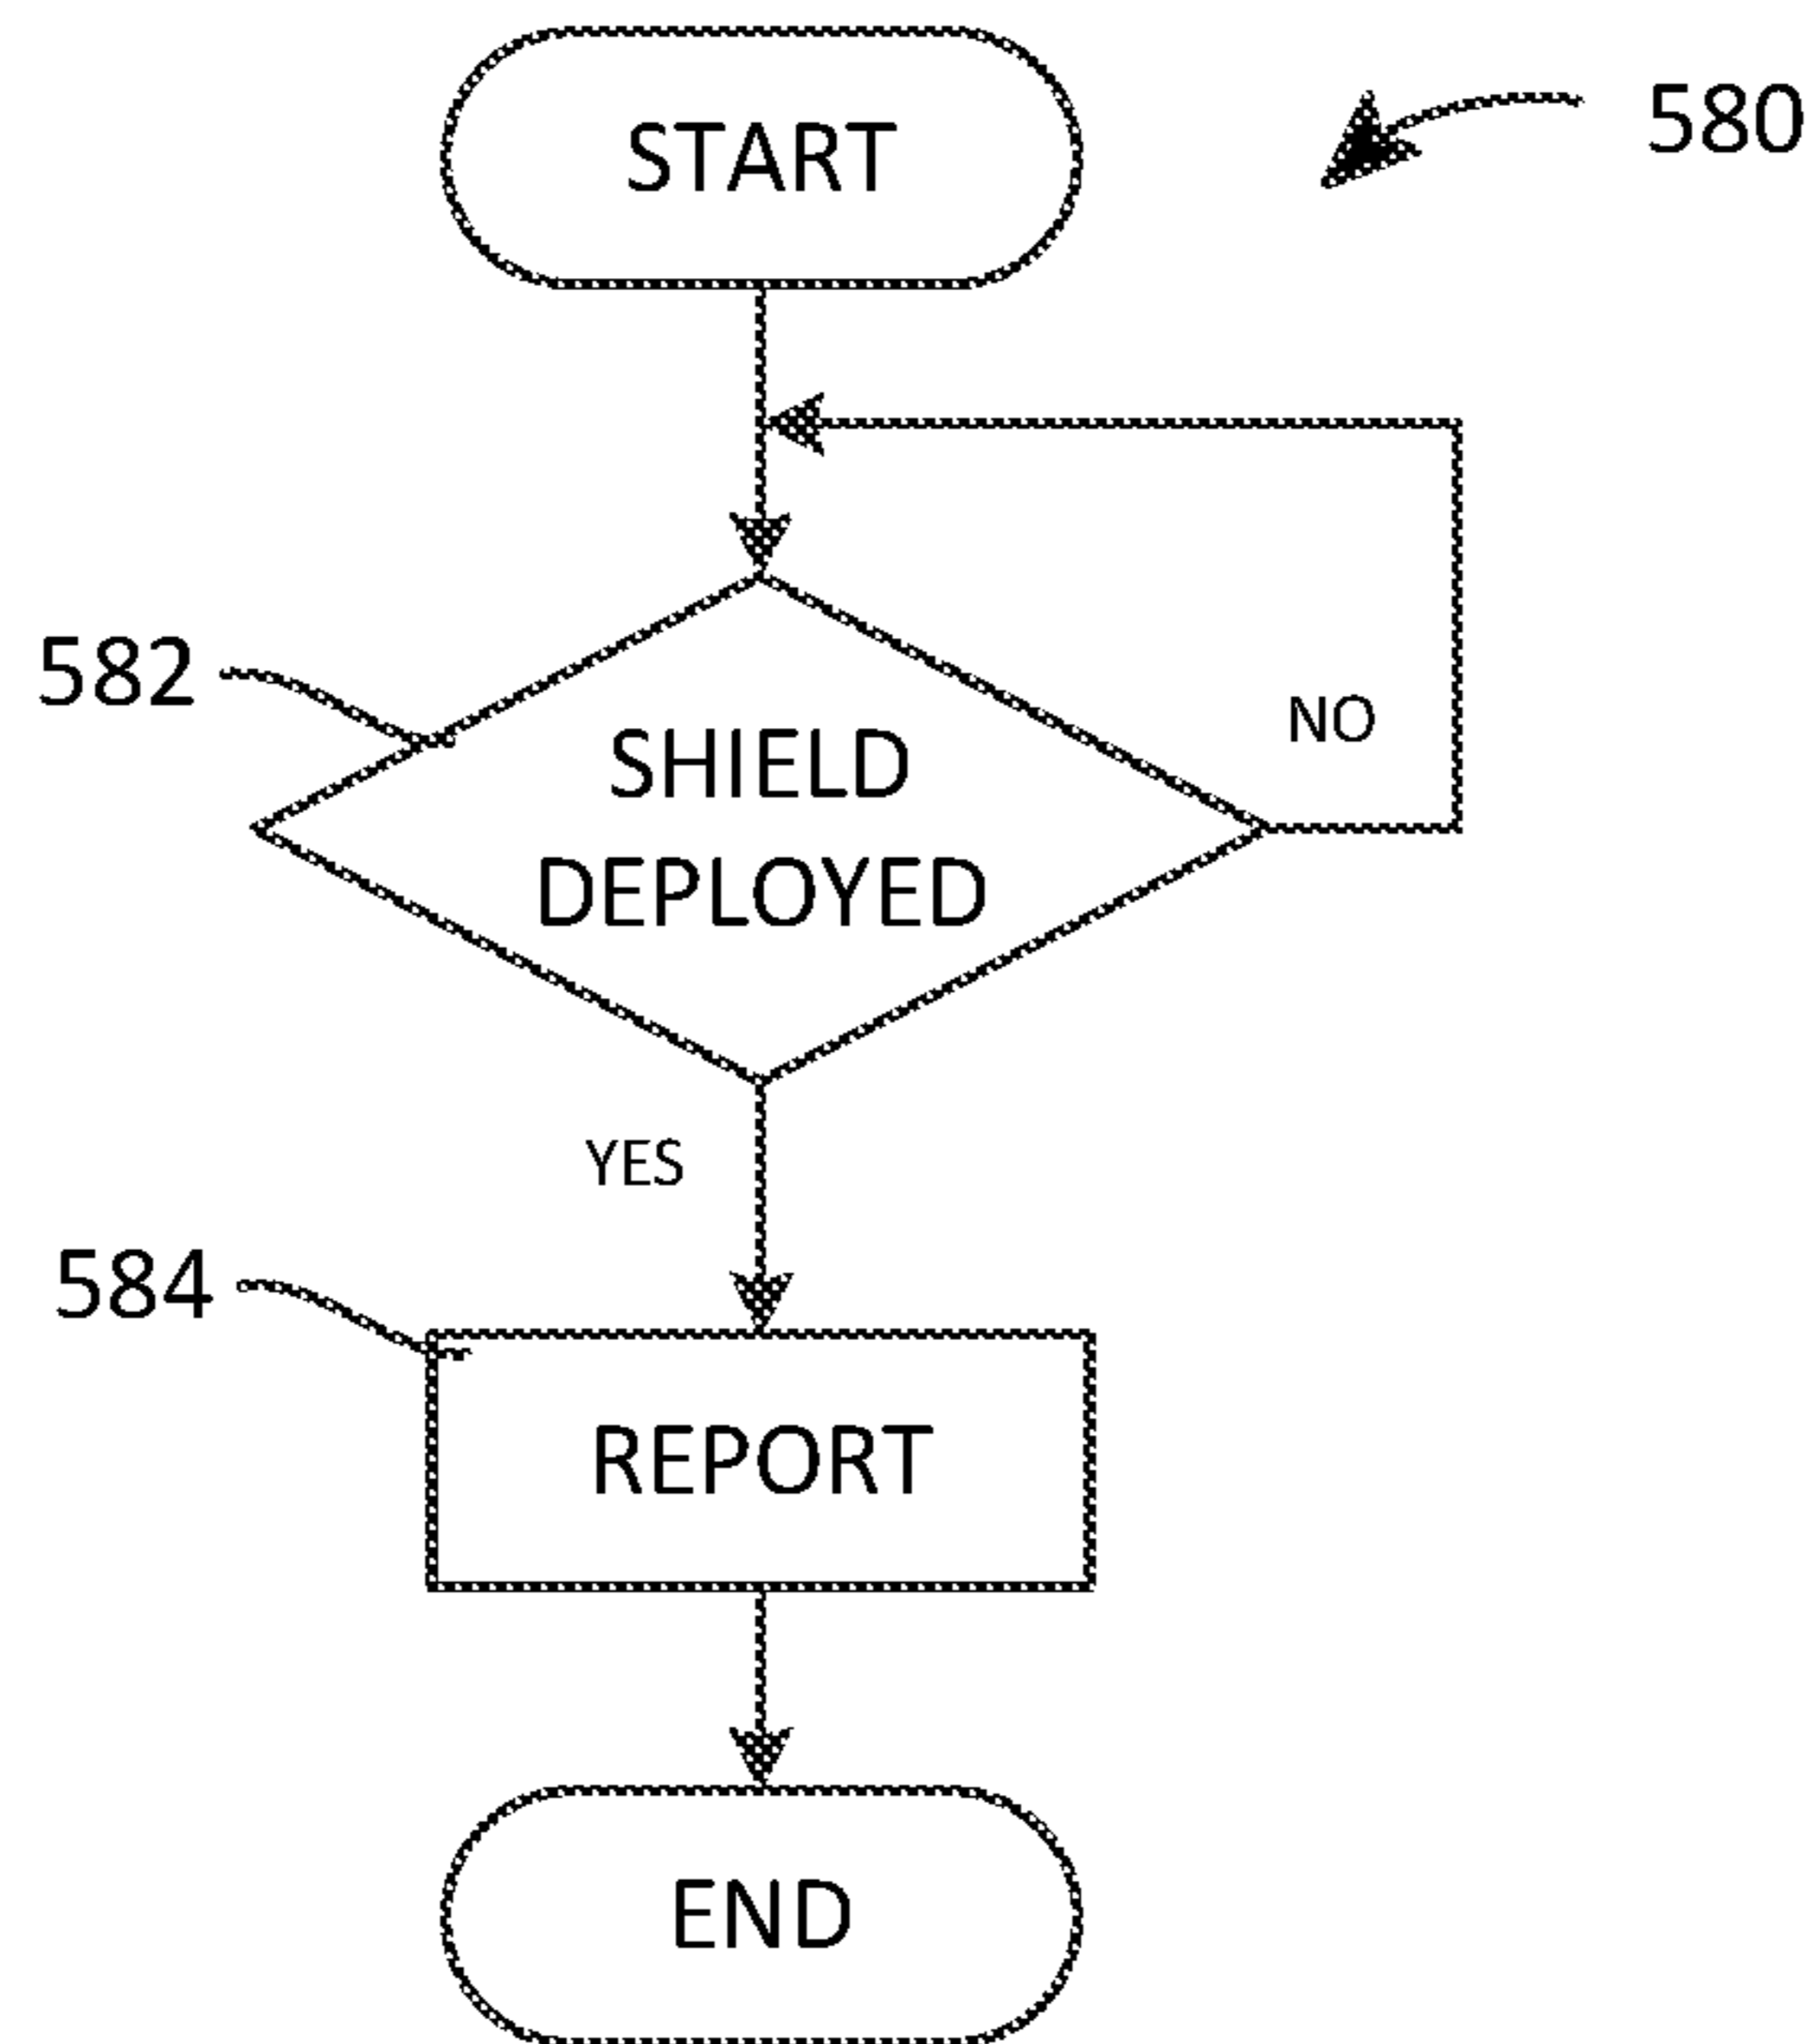 START
580
582
SHIELD
DEPLOYED
NO
YES
584
REPORT
END